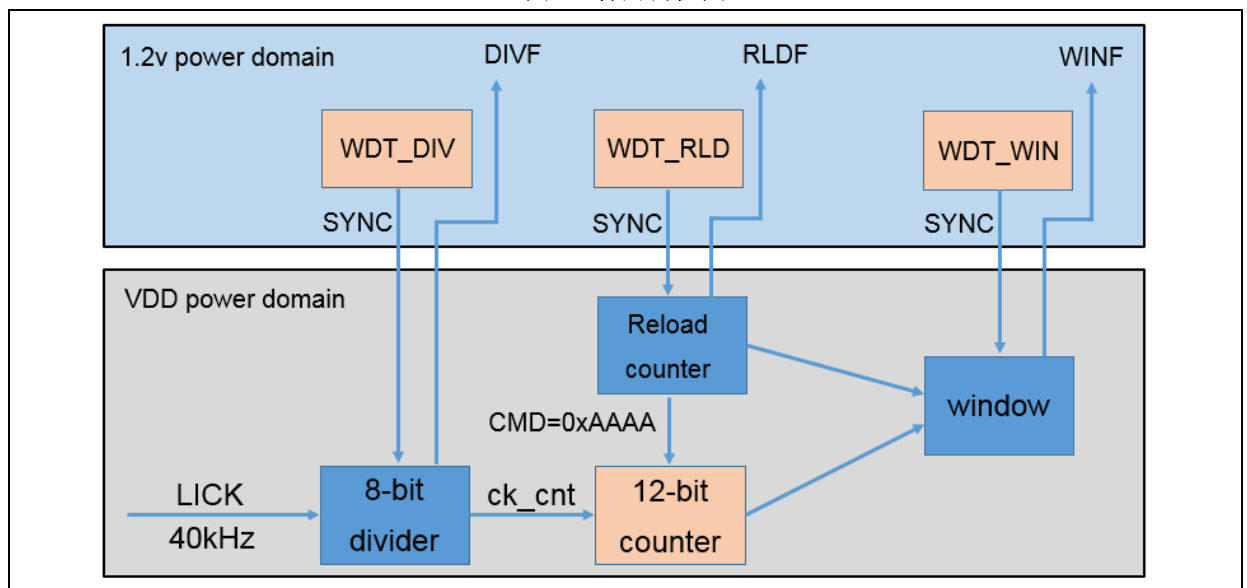 1.2v power domain
DIVF
RLDF
WINF
WDT_DIV
WDT_RLD
WDT_WIN
SYNC
SYNC
SYNC
VDD power domain
Reload
counter
window
CMD=0xAAAA
LICK
40kHz
8-bit
divider
ck_cnt
12-bit
counter